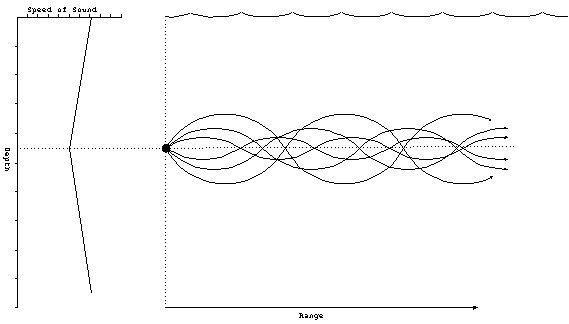 Speed of Sound
Depth
Range